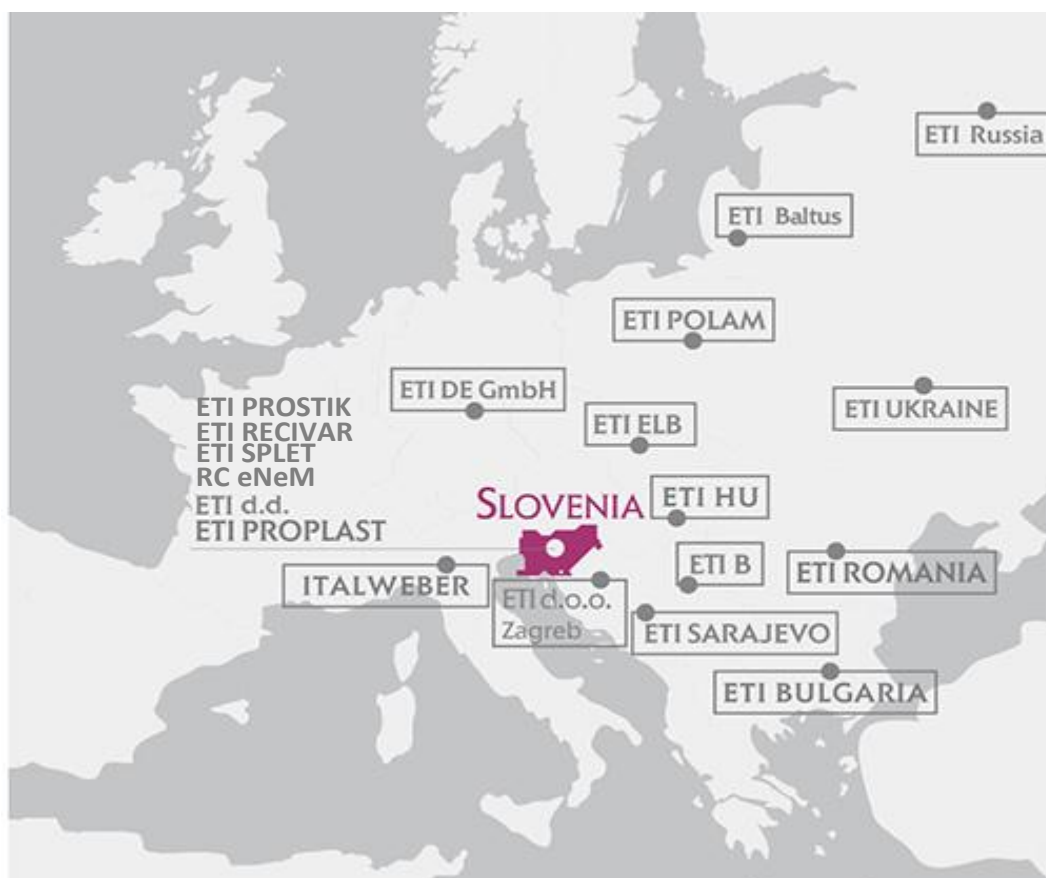 ETI Russia
ETI Baltus
ETI POLAM
ETI DE GmbH
ETI UKRAINE
ETI PROSTIK
ETI RECIVAR
ETI SPLET
RC eNeM
ETI d.d.
ETI PROPLAST
ETI ELB
SLOVENIA
ETI HU
ITALWEBER
ETI d.o.o.
Zagreb
ETI B
ETI ROMANIA
ETI SARAJEVO
ETI BULGARIA